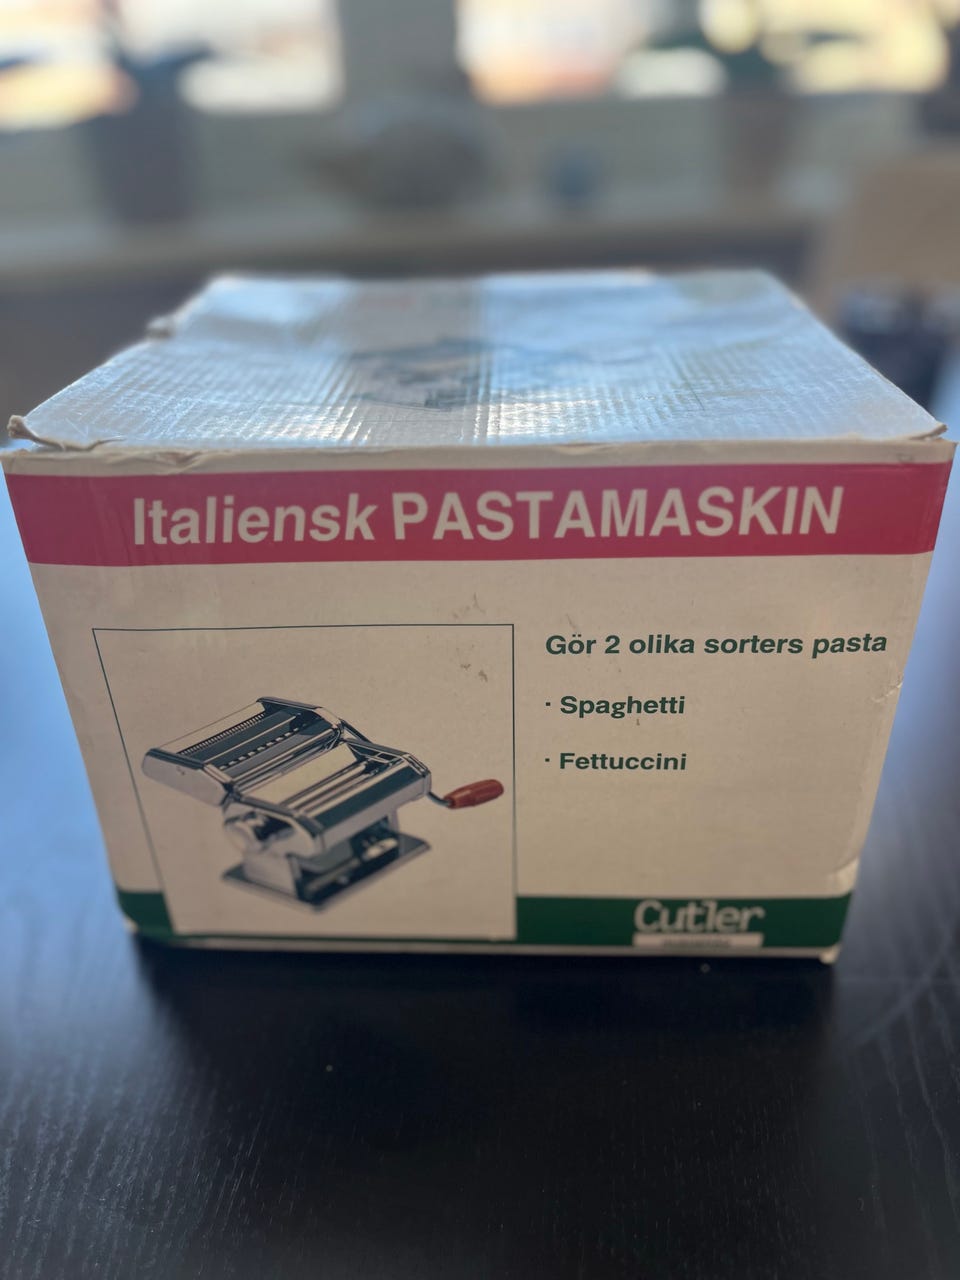 Italiensk PASTAMASKIN
Gör 2 olika sorters pasta
· Spaghetti
· Fettuccini
Cutler